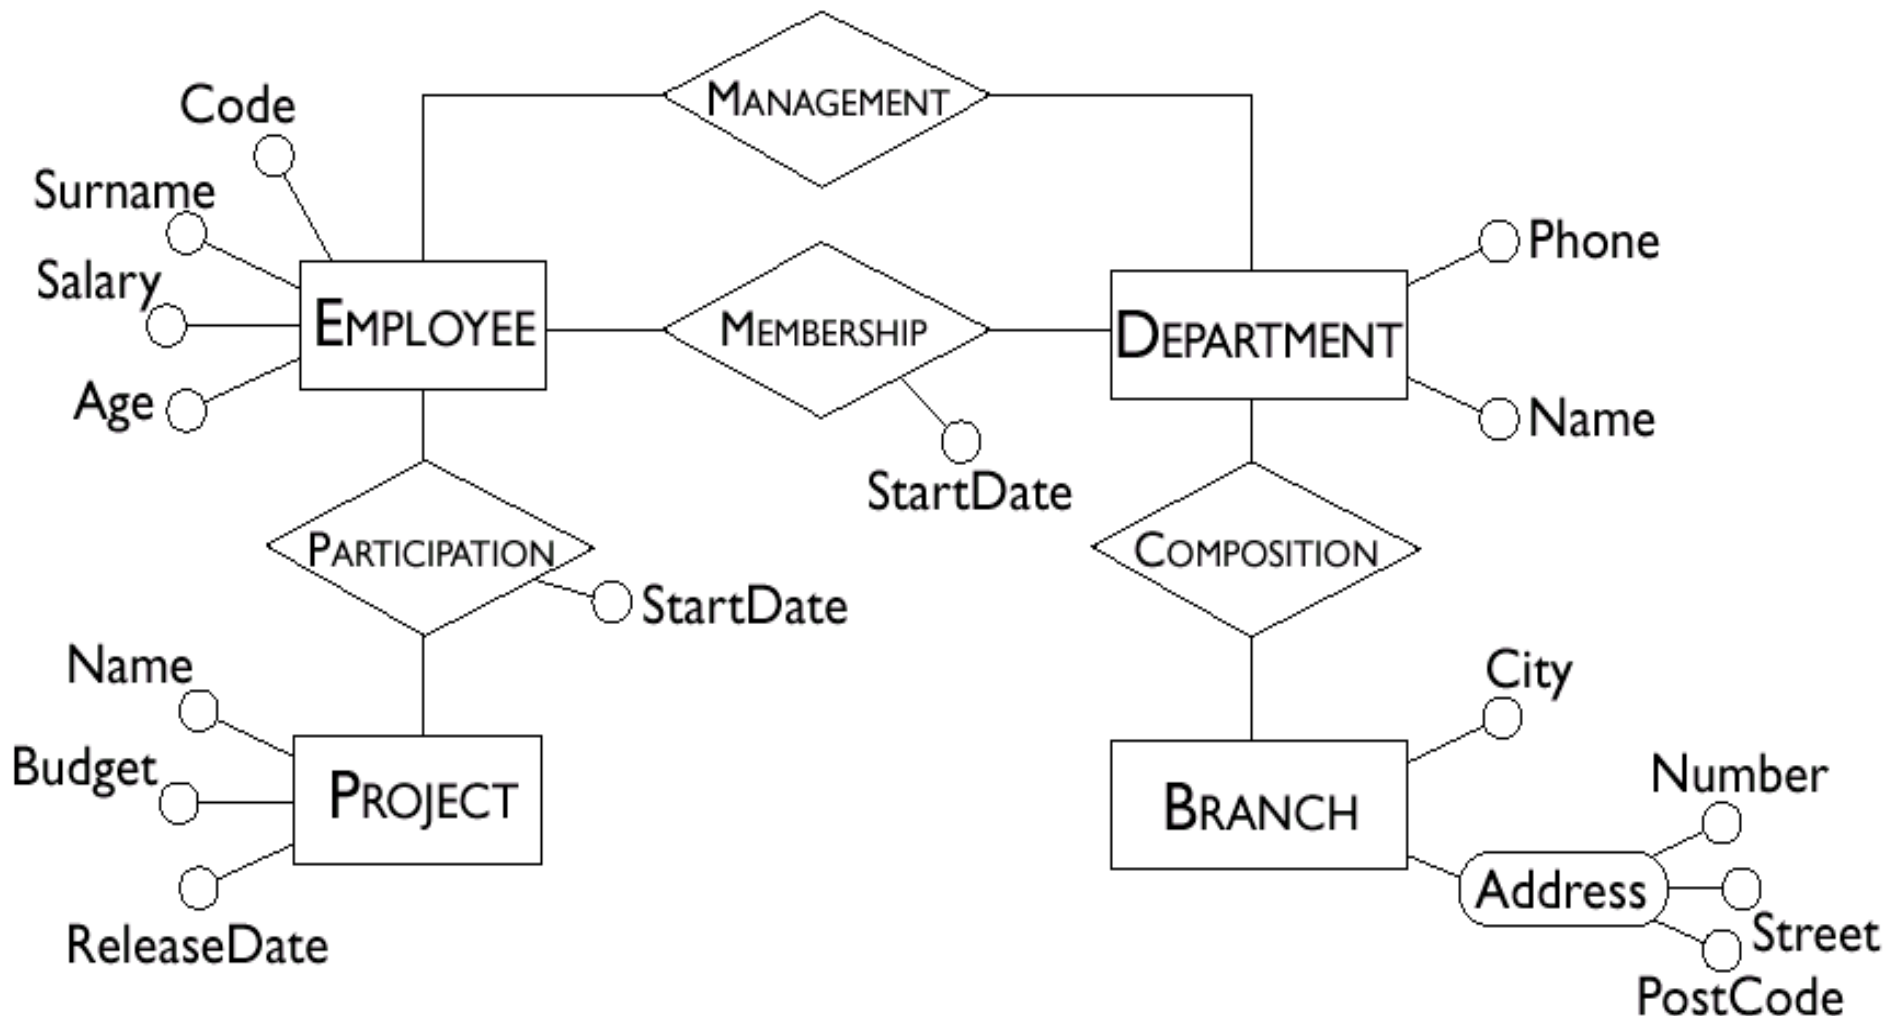 MANAGEMENT
Code
Surname
Phone
Salary
EMPLOYEE
MEMBERSHIP
DEPARTMENT
Age
Name
StartDate
PARTICIPATION
COMPOSITION
StartDate
Name
City
Budget
PROJECT
BRANCH
Number
Address
ReleaseDate
Street
PostCode